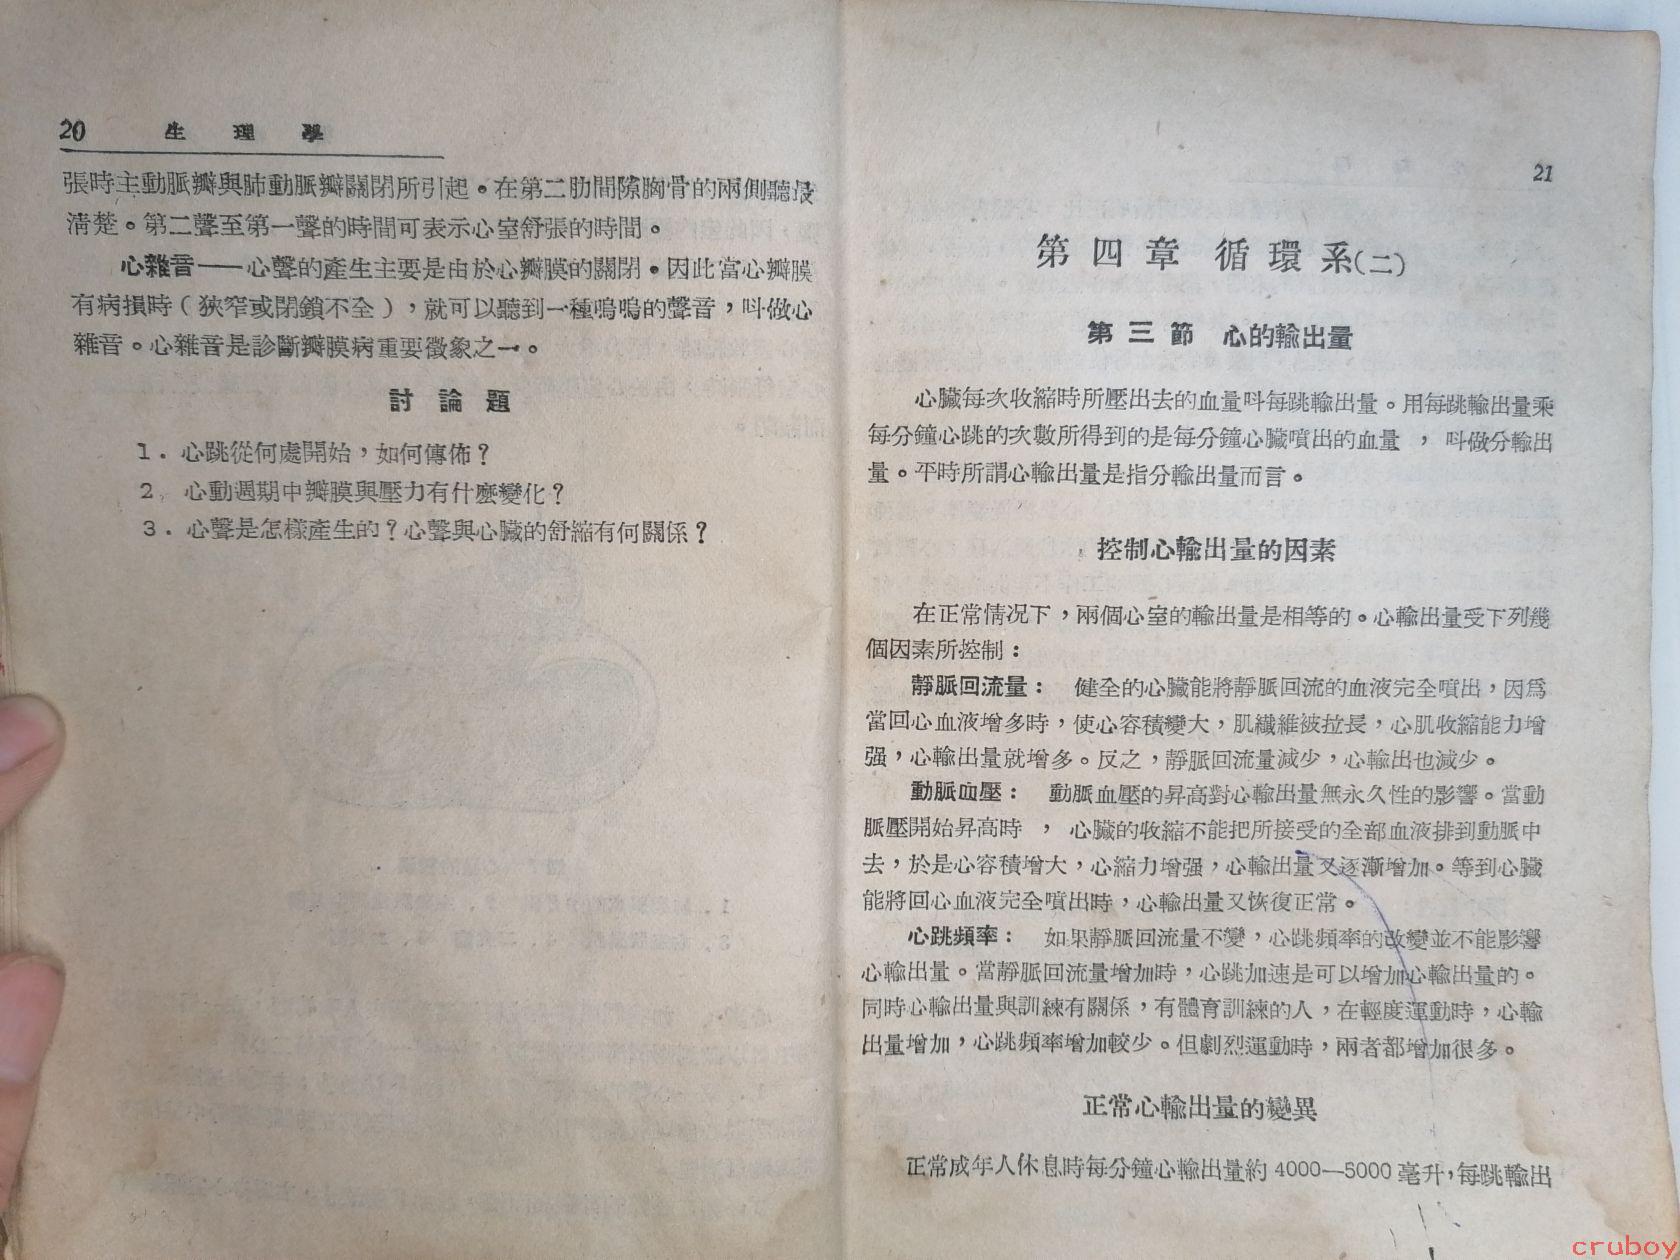 20 生理學
張時主動脈瓣與肺動脈瓣關閉所引起。在第二肋間隙胸骨的兩側聽最
清楚。第二聲至第一聲的時間可表示心室舒張的時間。
心雜音——心聲的產生主要是由於心瓣膜的關閉。因此當心瓣膜
有病損時(狹窄或閉鎖不全),就可以聽到一種嗚嗚的聲音,叫做心
雜音。心雜音是診斷瓣膜病重要徵象之一。
討論題
1. 心跳從何處開始,如何傳佈?
2. 心動週期中瓣膜與壓力有什麼變化?
3. 心聲是怎樣產生的?心聲與心臟的舒縮有何關係?
21
第四章 循環系(二)
第三節 心的輸出量
心臟每次收縮時所壓出去的血量叫每跳輸出量。用每跳輸出量乘
每分鐘心跳的次數所得到的是每分鐘心臟噴出的血量,叫做分輸出
量。平時所謂心輸出量是指分輸出量而言。
控制心輸出量的因素
在正常情况下,兩個心室的輸出量是相等的。心輸出量受下列幾
個因素所控制:
靜脈回流量: 健全的心臟能將靜脈回流的血液完全噴出,因爲
當回心血液增多時,使心容積變大,肌纖維被拉長,心肌收縮能力增
强,心輸出量就增多。反之,靜脈回流量減少,心輸出也減少。
動脈血壓: 動脈血壓的昇高對心輸出量無永久性的影響。當動
脈壓開始昇高時,心臟的收縮不能把所接受的全部血液排到動脈中
去,於是心容積增大,心縮力增强,心輸出量又逐漸增加。等到心臟
能將回心血液完全噴出時,心輸出量又恢復正常。
心跳頻率: 如果靜脈回流量不變,心跳頻率的改變並不能影響
心輸出量。當靜脈回流量增加時,心跳加速是可以增加心輸出量的。
同時心輸出量與訓練有關係,有體育訓練的人,在輕度運動時,心輸
出量增加,心跳頻率增加較少。但劇烈運動時,兩者都增加很多。
正常心輸出量的變異
正常成年人休息時每分鐘心輸出量約 4000—5000 毫升,每跳輸出
cruboy